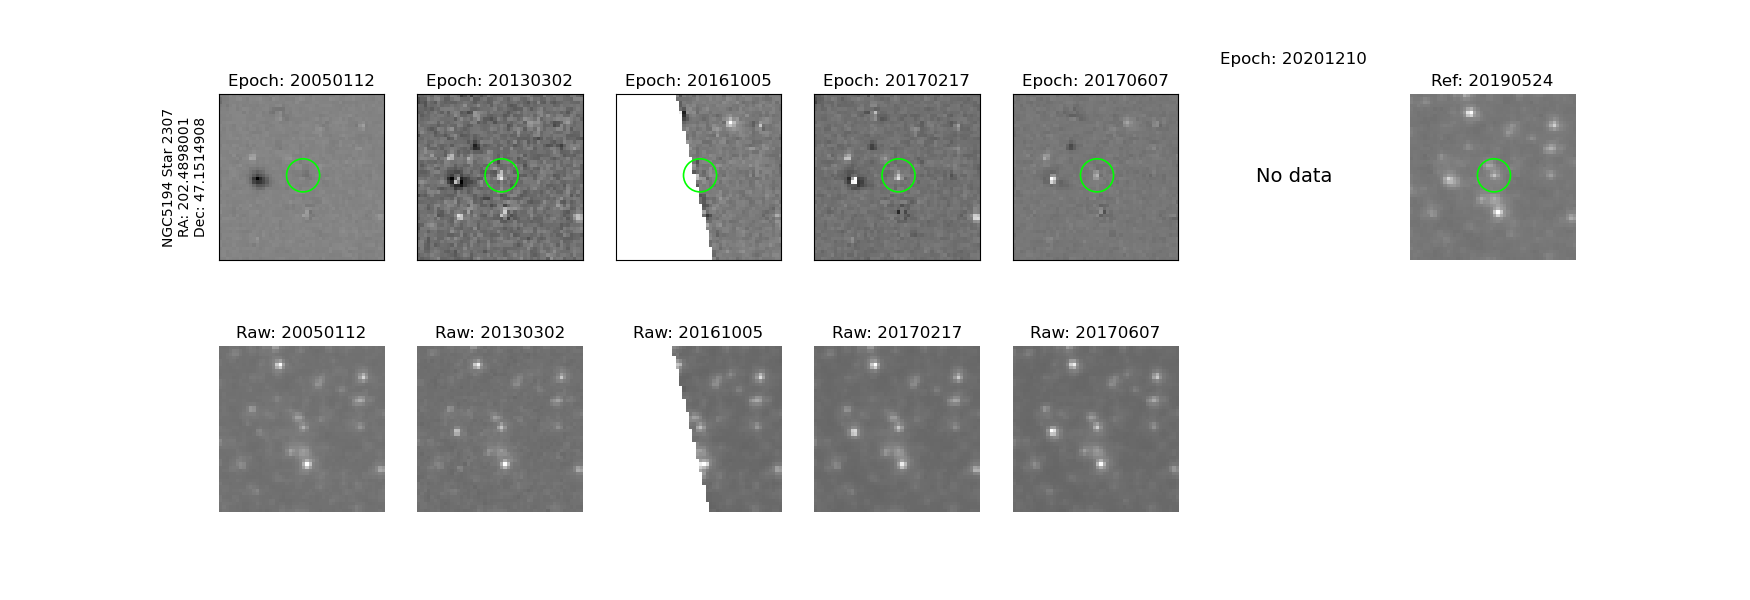 Epoch: 20201210
Epoch: 20050112
Epoch: 20130302
Epoch: 20161005
Epoch: 20170217
Epoch: 20170607
Ref: 20190524
NGC5194 Star 2307
RA: 202.4898001
Dec: 47.1514908
No data
Raw: 20050112
Raw: 20130302
Raw: 20161005
Raw: 20170217
Raw: 20170607